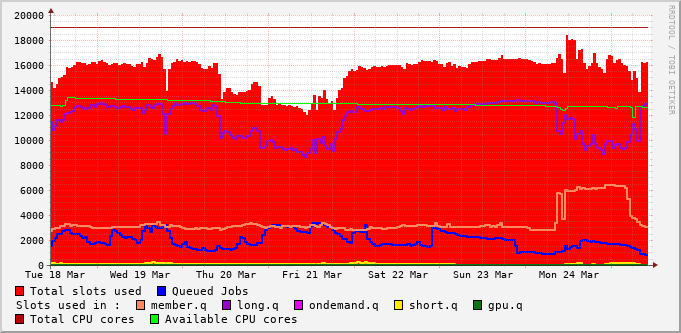 20000
18000
16000
14000
12000
10000
8000
6000
4000
2000
0
Tue 18 Mar Wed 19 Mar Thu 20 Mar Fri 21 Mar Sat 22 Mar Sun 23 Mar Mon 24 Mar
RRDTOOL / TOBI OETIKER
Total slots used Queued Jobs
Slots used in : member.q long.q ondemand.q short.q gpu.q
Total CPU cores Available CPU cores